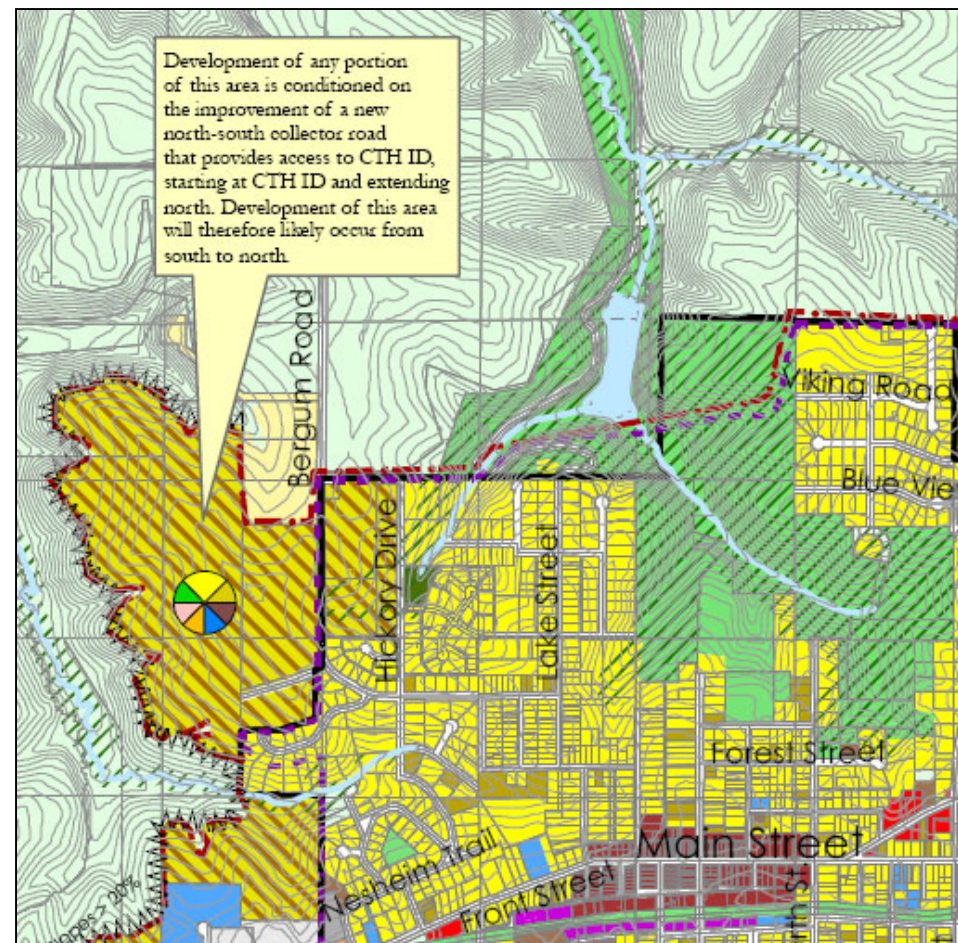 Development of any portion
of this area is conditioned on
the improvement of a new
north-south collector road
that provides access to CTH ID,
starting at CTH ID and extending
north. Development of this area
will therefore likely occur from
south to north.
Bergum Road
Viking Road
Blue Vie
Hickory Drive
Lake Street
Forest Street
Main Street
Nesheim Trail
Front Street
th St
> 20%